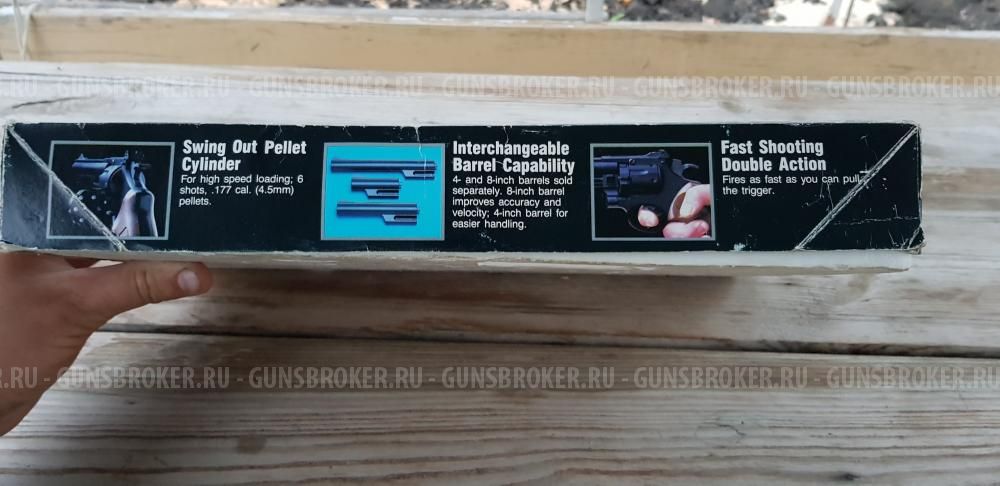 .RU - GUNSBROKER.RU - GUNSBROKER.RU - GUNSBROKER.RU - GUNSBROKER.RU - GUNSBRO
Swing Out Pellet
Cylinder
For high speed loading; 6
shots, .177 cal. (4.5mm)
pellets.
Interchangeable
Barrel Capability
4- and 8-inch barrels sold
separately. 8-inch barrel
improves accuracy and
velocity; 4-inch barrel for
easier handling.
Fast Shooting
Double Action
Fires as fast as you can pull
the trigger.
R.RU - GUNSBROKER.RU - GUNSBROKER.RU - GUNSBROKER.RU - GUNSBROKER.RU - GUNSBR